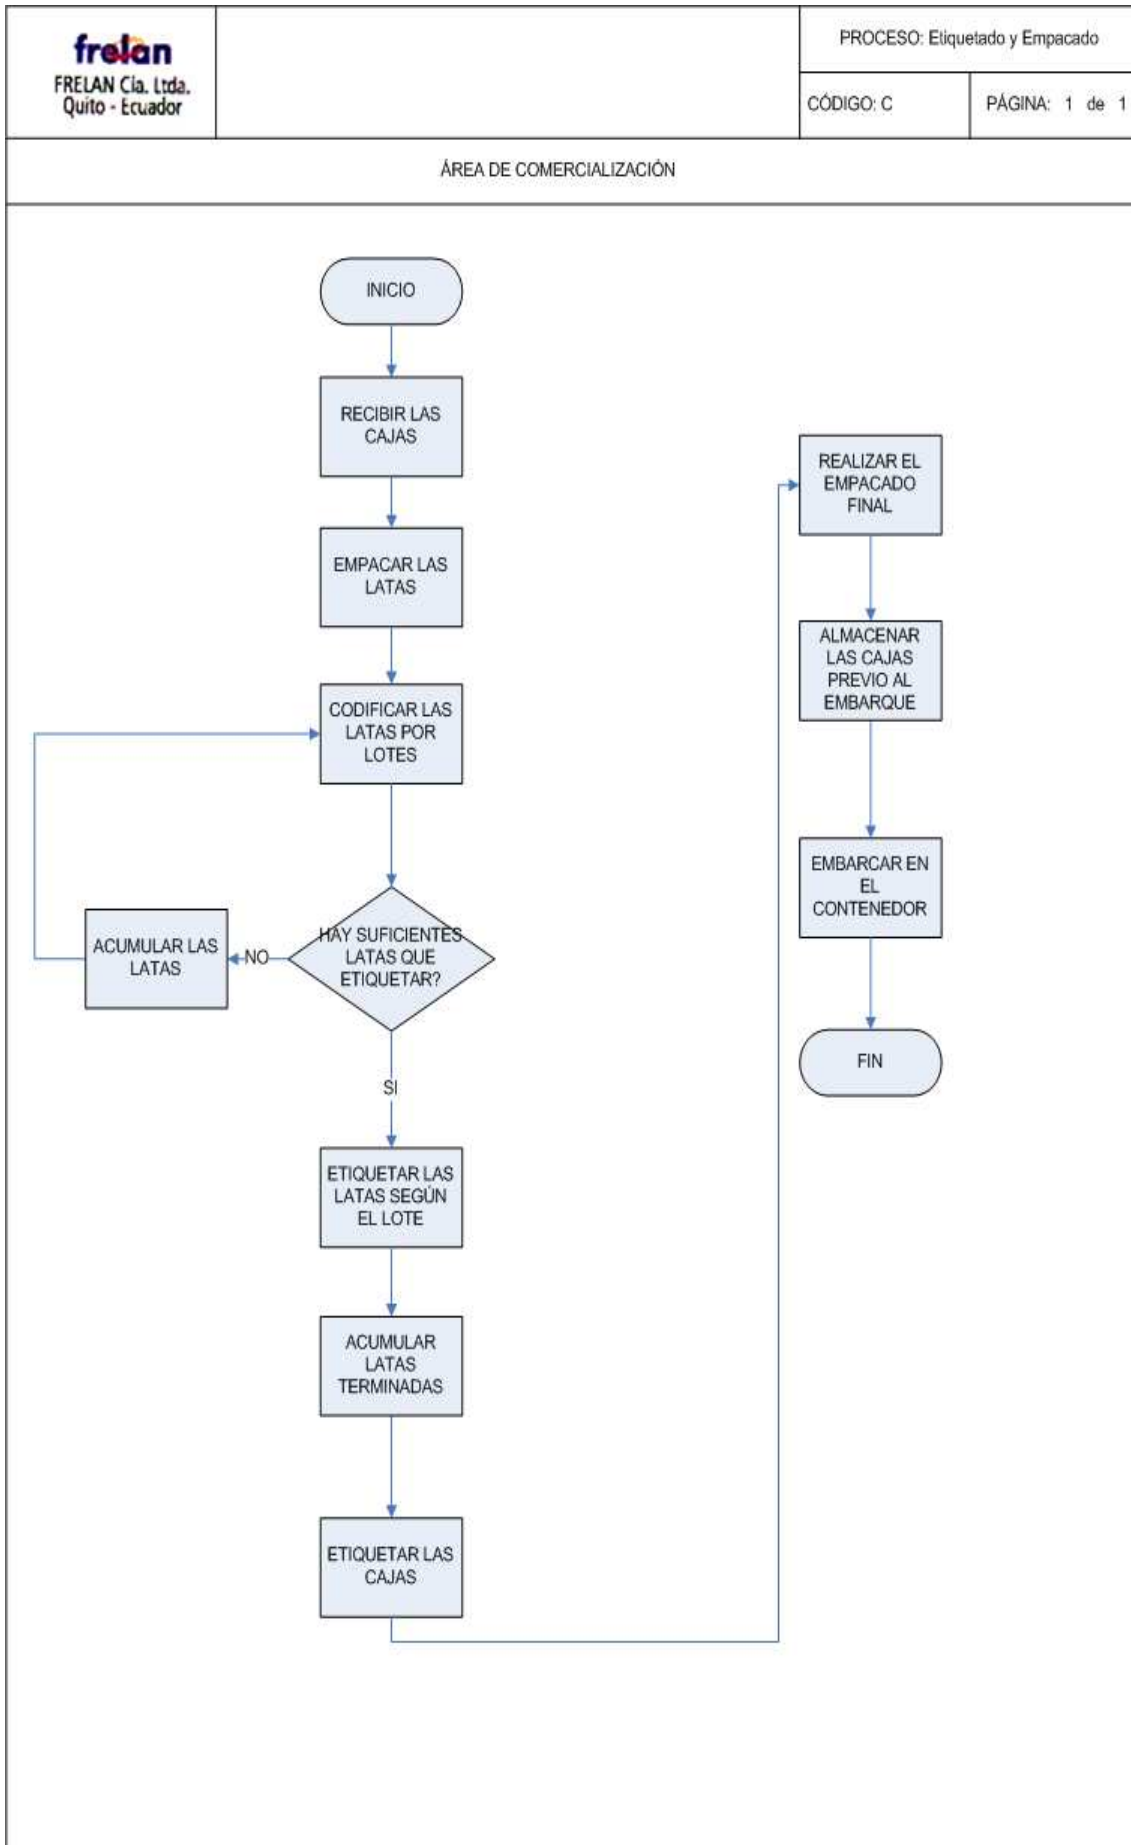 frelan
FRELAN Cía. Ltda.
Quito - Ecuador
PROCESO: Etiquetado y Empacado
CÓDIGO: C
PÁGINA: 1 de 1
ÁREA DE COMERCIALIZACIÓN
INICIO
RECIBIR LAS
CAJAS
EMPACAR LAS
LATAS
CODIFICAR LAS
LATAS POR
LOTES
HAY SUFICIENTES
LATAS QUE
ETIQUETAR?
NO
ACUMULAR LAS
LATAS
SI
ETIQUETAR LAS
LATAS SEGÚN
EL LOTE
ACUMULAR
LATAS
TERMINADAS
ETIQUETAR LAS
CAJAS
REALIZAR EL
EMPACADO
FINAL
ALMACENAR
LAS CAJAS
PREVIO AL
EMBARQUE
EMBARCAR EN
EL
CONTENEDOR
FIN